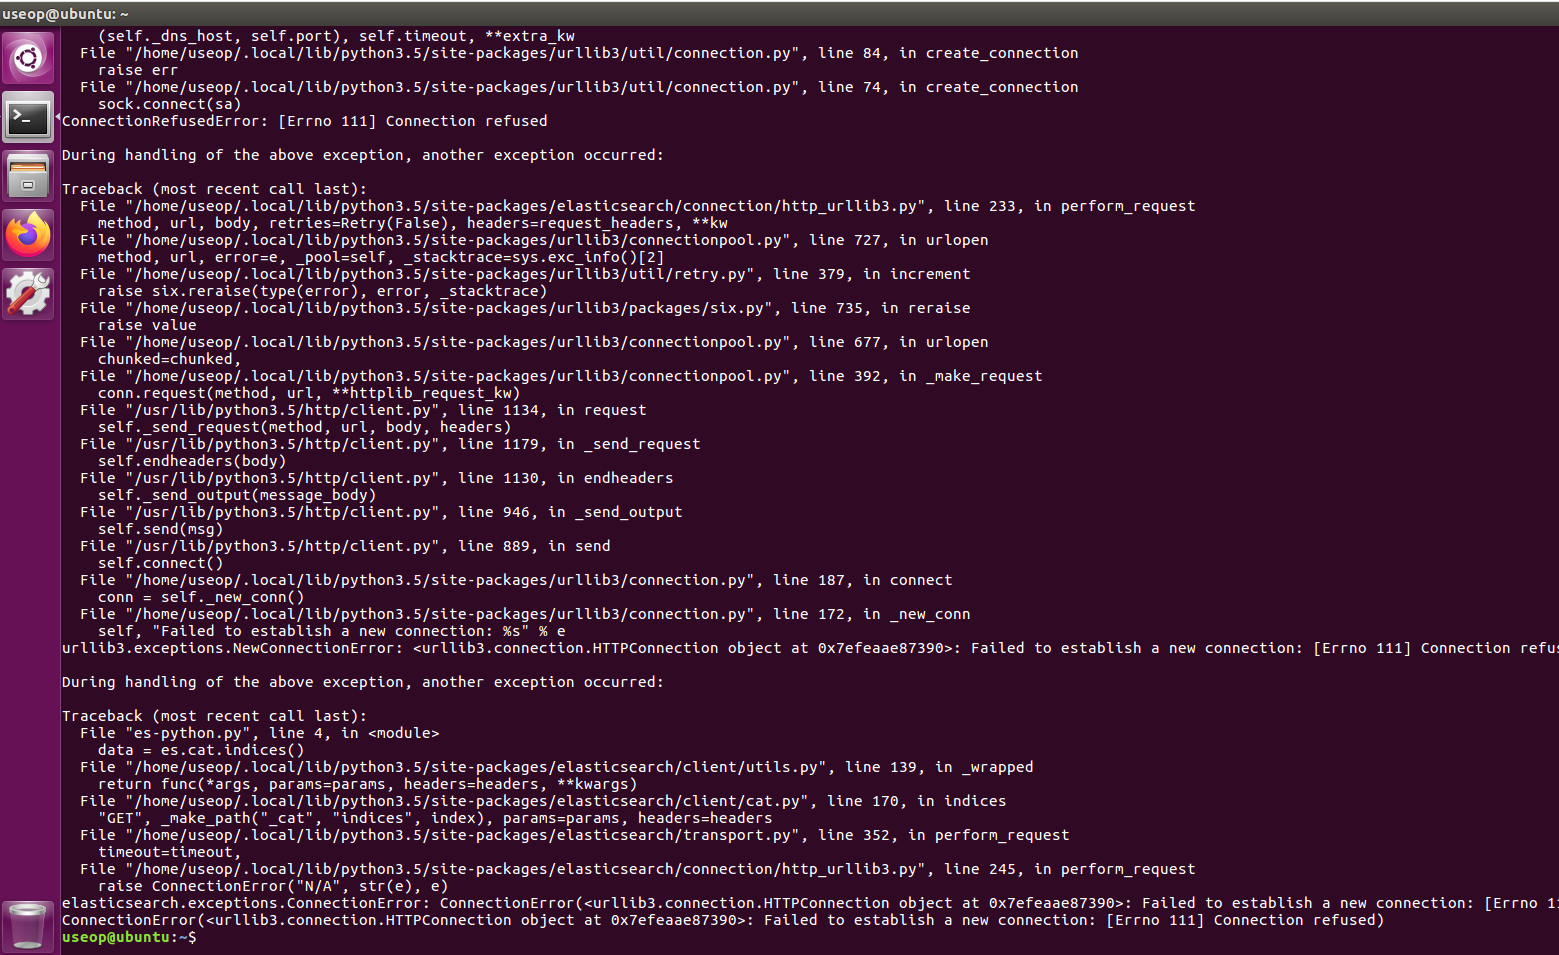 useop@ubuntu: ~
(self._dns_host, self.port), self.timeout, **extra_kw
File "/home/useop/.local/lib/python3.5/site-packages/urllib3/util/connection.py", line 84, in create_connection
raise err
File "/home/useop/.local/lib/python3.5/site-packages/urllib3/util/connection.py", line 74, in create_connection
sock.connect(sa)
ConnectionRefusedError: [Errno 111] Connection refused
During handling of the above exception, another exception occurred:
Traceback (most recent call last):
File "/home/useop/.local/lib/python3.5/site-packages/elasticsearch/connection/http_urllib3.py", line 233, in perform_request
method, url, body, retries=Retry(False), headers=request_headers, **kw
File "/home/useop/.local/lib/python3.5/site-packages/urllib3/connectionpool.py", line 727, in urlopen
method, url, error=e, _pool=self, _stacktrace=sys.exc_info()[2]
File "/home/useop/.local/lib/python3.5/site-packages/urllib3/util/retry.py", line 379, in increment
raise six.reraise(type(error), error, _stacktrace)
File "/home/useop/.local/lib/python3.5/site-packages/urllib3/packages/six.py", line 735, in reraise
raise value
File "/home/useop/.local/lib/python3.5/site-packages/urllib3/connectionpool.py", line 677, in urlopen
chunked=chunked,
File "/home/useop/.local/lib/python3.5/site-packages/urllib3/connectionpool.py", line 392, in _make_request
conn.request(method, url, **httplib_request_kw)
File "/usr/lib/python3.5/http/client.py", line 1134, in request
self._send_request(method, url, body, headers)
File "/usr/lib/python3.5/http/client.py", line 1179, in _send_request
self.endheaders(body)
File "/usr/lib/python3.5/http/client.py", line 1130, in endheaders
self._send_output(message_body)
File "/usr/lib/python3.5/http/client.py", line 946, in _send_output
self.send(msg)
File "/usr/lib/python3.5/http/client.py", line 889, in send
self.connect()
File "/home/useop/.local/lib/python3.5/site-packages/urllib3/connection.py", line 187, in connect
conn = self._new_conn()
File "/home/useop/.local/lib/python3.5/site-packages/urllib3/connection.py", line 172, in _new_conn
self, "Failed to establish a new connection: %s" % e
urllib3.exceptions.NewConnectionError: <urllib3.connection.HTTPConnection object at 0x7efeaae87390>: Failed to establish a new connection: [Errno 111] Connection refus
During handling of the above exception, another exception occurred:
Traceback (most recent call last):
File "es-python.py", line 4, in <module>
data = es.cat.indices()
File "/home/useop/.local/lib/python3.5/site-packages/elasticsearch/client/utils.py", line 139, in _wrapped
return func(*args, params=params, headers=headers, **kwargs)
File "/home/useop/.local/lib/python3.5/site-packages/elasticsearch/client/cat.py", line 170, in indices
"GET", _make_path("_cat", "indices", index), params=params, headers=headers
File "/home/useop/.local/lib/python3.5/site-packages/elasticsearch/transport.py", line 352, in perform_request
timeout=timeout,
File "/home/useop/.local/lib/python3.5/site-packages/elasticsearch/connection/http_urllib3.py", line 245, in perform_request
raise ConnectionError("N/A", str(e), e)
elasticsearch.exceptions.ConnectionError: ConnectionError(<urllib3.connection.HTTPConnection object at 0x7efeaae87390>: Failed to establish a new connection: [Errno 11
ConnectionError(<urllib3.connection.HTTPConnection object at 0x7efeaae87390>: Failed to establish a new connection: [Errno 111] Connection refused)
useop@ubuntu:~$